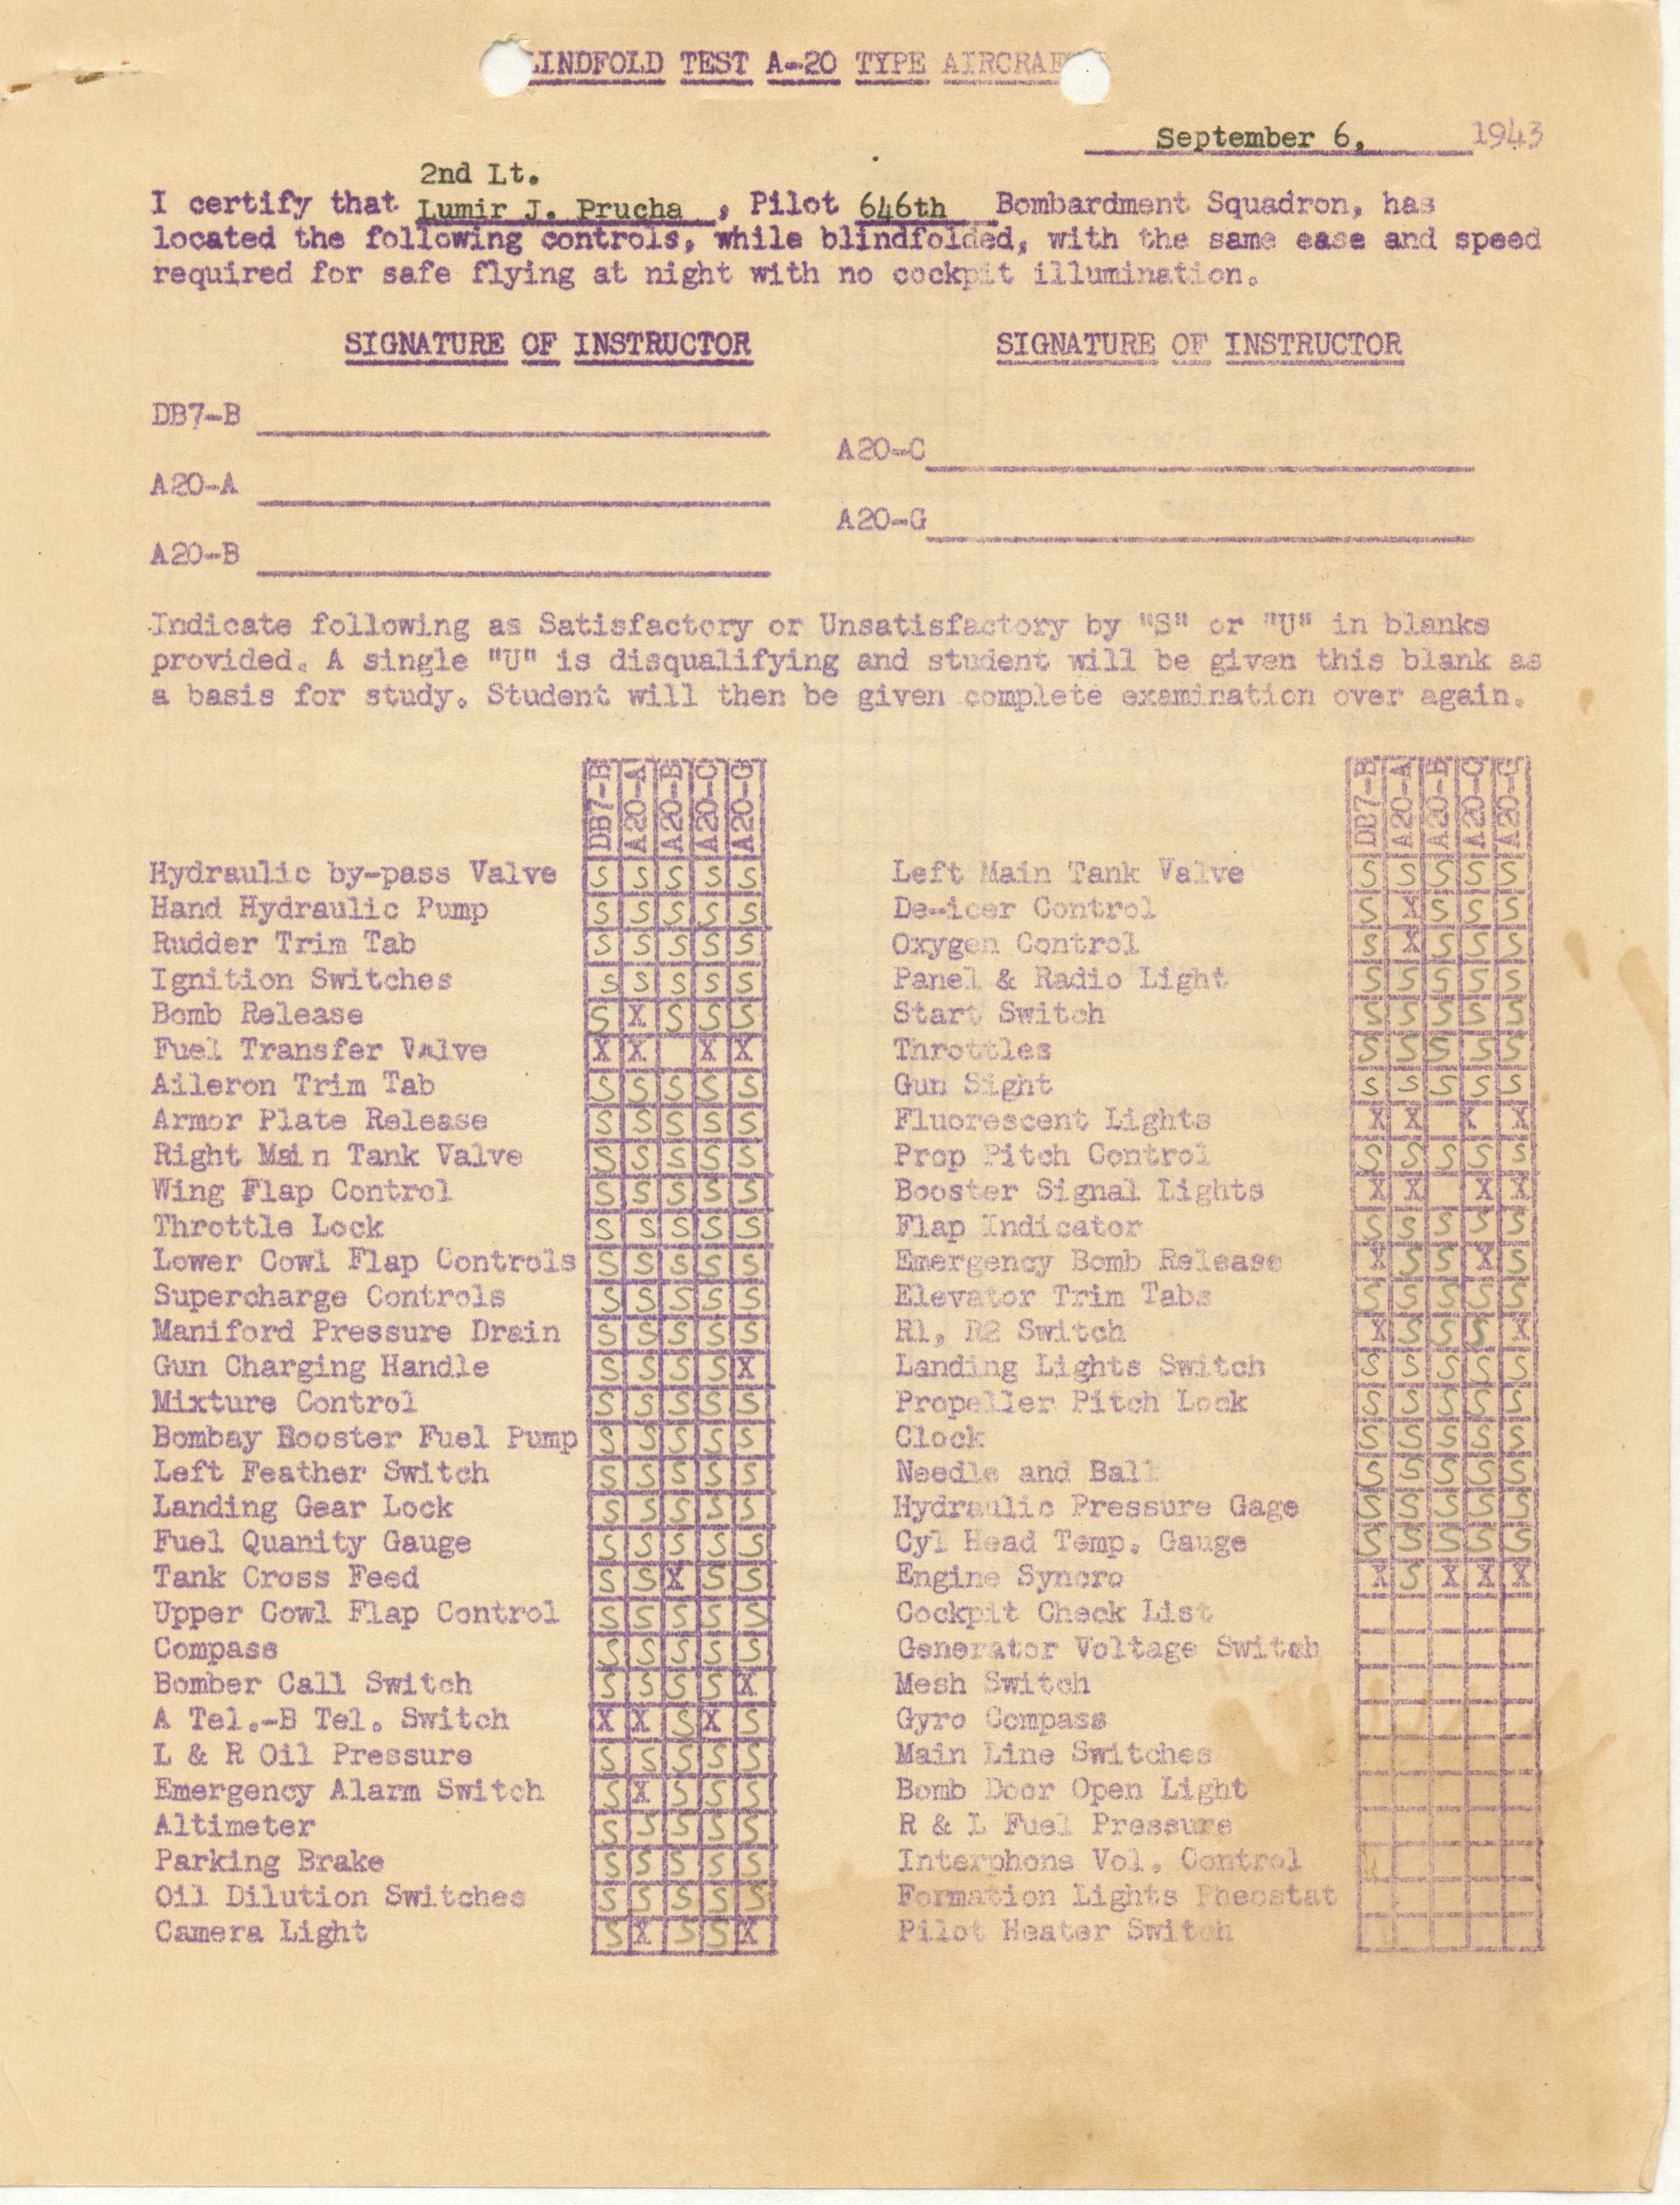 LINDFOLD TEST A-20 TYPE AIRCRAF
September 6, 1943
2nd Lt.
I certify that Lumir J. Prucha, Pilot 646th Bombardment Squadron, has
located the following controls, while blindfolded, with the same ease and speed
required for safe flying at night with no cockpit illumination.
SIGNATURE OF INSTRUCTOR SIGNATURE OF INSTRUCTOR
DB7-B
A20-C
A20-A
A20-G
A20-B
Indicate following as Satisfactory or Unsatisfactory by "S" or "U" in blanks
provided. A single "U" is disqualifying and student will be given this blank as
a basis for study. Student will then be given complete examination over again.
DB7-B A20-A A20-B A20-C A20-G
Hydraulic by-pass Valve S S S S S
Hand Hydraulic Pump S S S S S
Rudder Trim Tab S S S S S
Ignition Switches S S S S S
Bomb Release S X S S S
Fuel Transfer Valve X X X X
Aileron Trim Tab S S S S S
Armor Plate Release S S S S S
Right Main Tank Valve S S S S S
Wing Flap Control S S S S S
Throttle Lock S S S S S
Lower Cowl Flap Controls S S S S S
Supercharge Controls S S S S S
Maniford Pressure Drain S S S S S
Gun Charging Handle S S S S X
Mixture Control S S S S S
Bombay Booster Fuel Pump S S S S S
Left Feather Switch S S S S S
Landing Gear Lock S S S S S
Fuel Quanity Gauge S S S S S
Tank Cross Feed S S X S S
Upper Cowl Flap Control S S S S S
Compass S S S S S
Bomber Call Switch S S S S X
A Tel.-B Tel. Switch X X S X S
L & R Oil Pressure S S S S S
Emergency Alarm Switch S X S S S
Altimeter S S S S S
Parking Brake S S S S S
Oil Dilution Switches S S S S S
Camera Light S X S S X
DB7-B A20-A A20-B A20-C A20-G
Left Main Tank Valve S S S S S
De-icer Control S X S S S
Oxygen Control S X S S S
Panel & Radio Light S S S S S
Start Switch S S S S S
Throttles S S S S S
Gun Sight S S S S S
Fluorescent Lights X X X X
Prop Pitch Control S S S S S
Booster Signal Lights X X X X
Flap Indicator S S S S S
Emergency Bomb Release X S S X S
Elevator Trim Tabs S S S S S
R1, R2 Switch X S S S X
Landing Lights Switch S S S S S
Propeller Pitch Lock S S S S S
Clock S S S S S
Needle and Ball S S S S S
Hydraulic Pressure Gage S S S S S
Cyl Head Temp. Gauge S S S S S
Engine Syncro X S X X X
Cockpit Check List
Generator Voltage Switch
Mesh Switch
Gyro Compass
Main Line Switches
Bomb Door Open Light
R & L Fuel Pressure
Interphone Vol. Control
Formation Lights Rheostat
Pilot Heater Switch